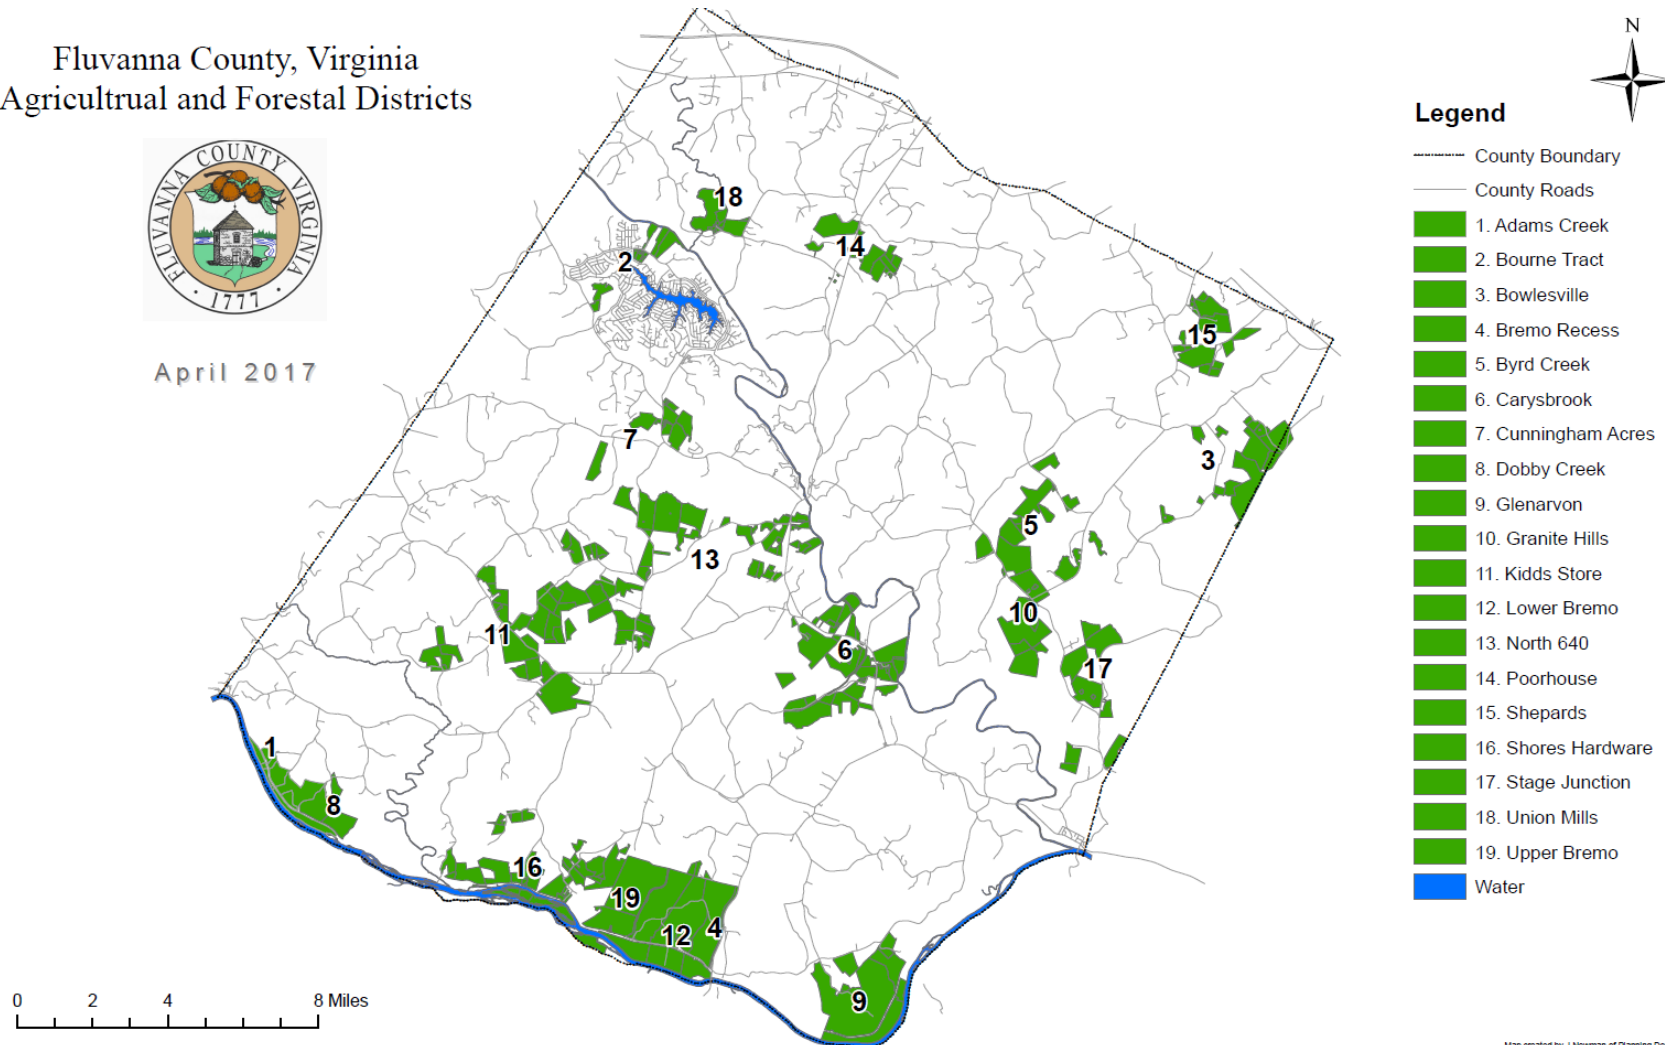 Fluvanna County, Virginia
Agricultrual and Forestal Districts
FLUVANNA COUNTY VIRGINIA
· 1777 ·
April 2017
N
Legend
County Boundary
County Roads
1. Adams Creek
2. Bourne Tract
3. Bowlesville
4. Bremo Recess
5. Byrd Creek
6. Carysbrook
7. Cunningham Acres
8. Dobby Creek
9. Glenarvon
10. Granite Hills
11. Kidds Store
12. Lower Bremo
13. North 640
14. Poorhouse
15. Shepards
16. Shores Hardware
17. Stage Junction
18. Union Mills
19. Upper Bremo
Water
18
14
2
15
7
3
5
13
10
11
6
17
1
8
16
19
12
4
9
0 2 4 8 Miles